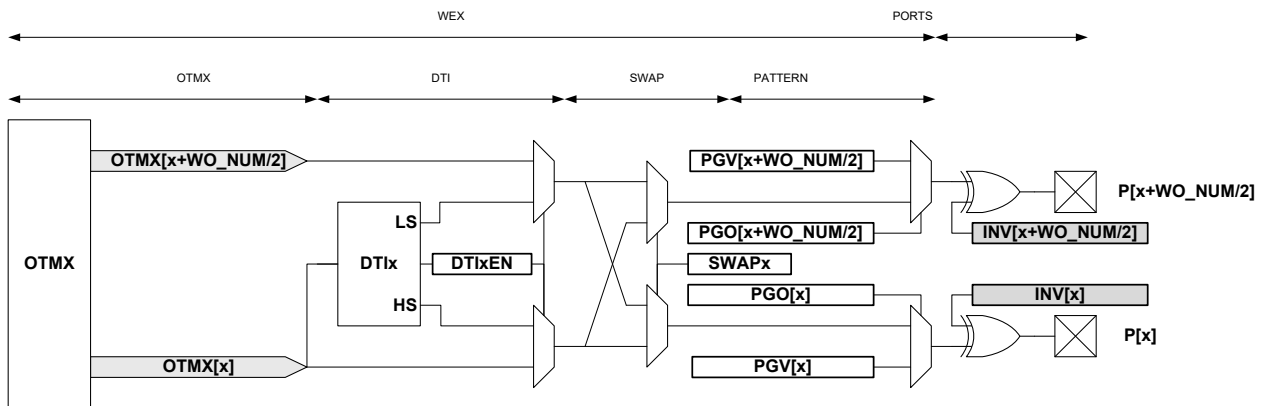 WEX PORTS
OTMX DTI SWAP PATTERN
OTMX[x+WO_NUM/2] PGV[x+WO_NUM/2]
P[x+WO_NUM/2]
LS
PGO[x+WO_NUM/2] INV[x+WO_NUM/2]
OTMX DTIx DTIxEN SWAPx
HS PGO[x] INV[x]
P[x]
OTMX[x] PGV[x]